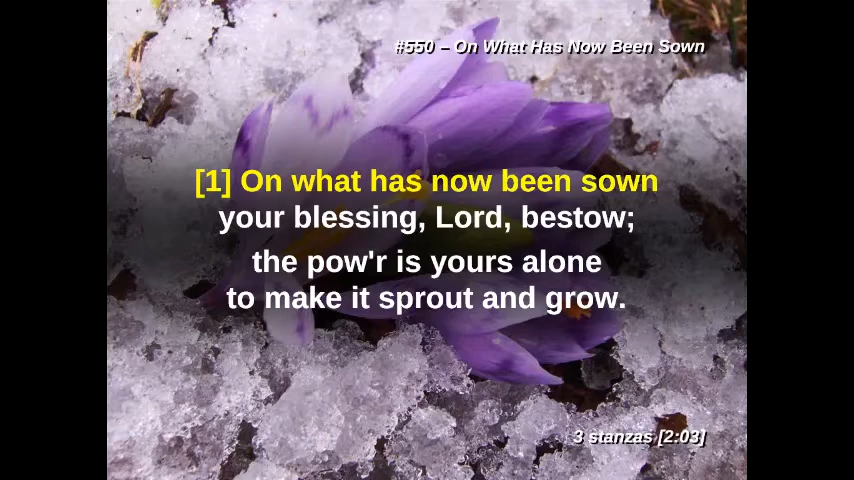 #550 – On What Has Now Been Sown
[1] On what has now been sown
your blessing, Lord, bestow;
the pow'r is yours alone
to make it sprout and grow.
3 stanzas [2:03]